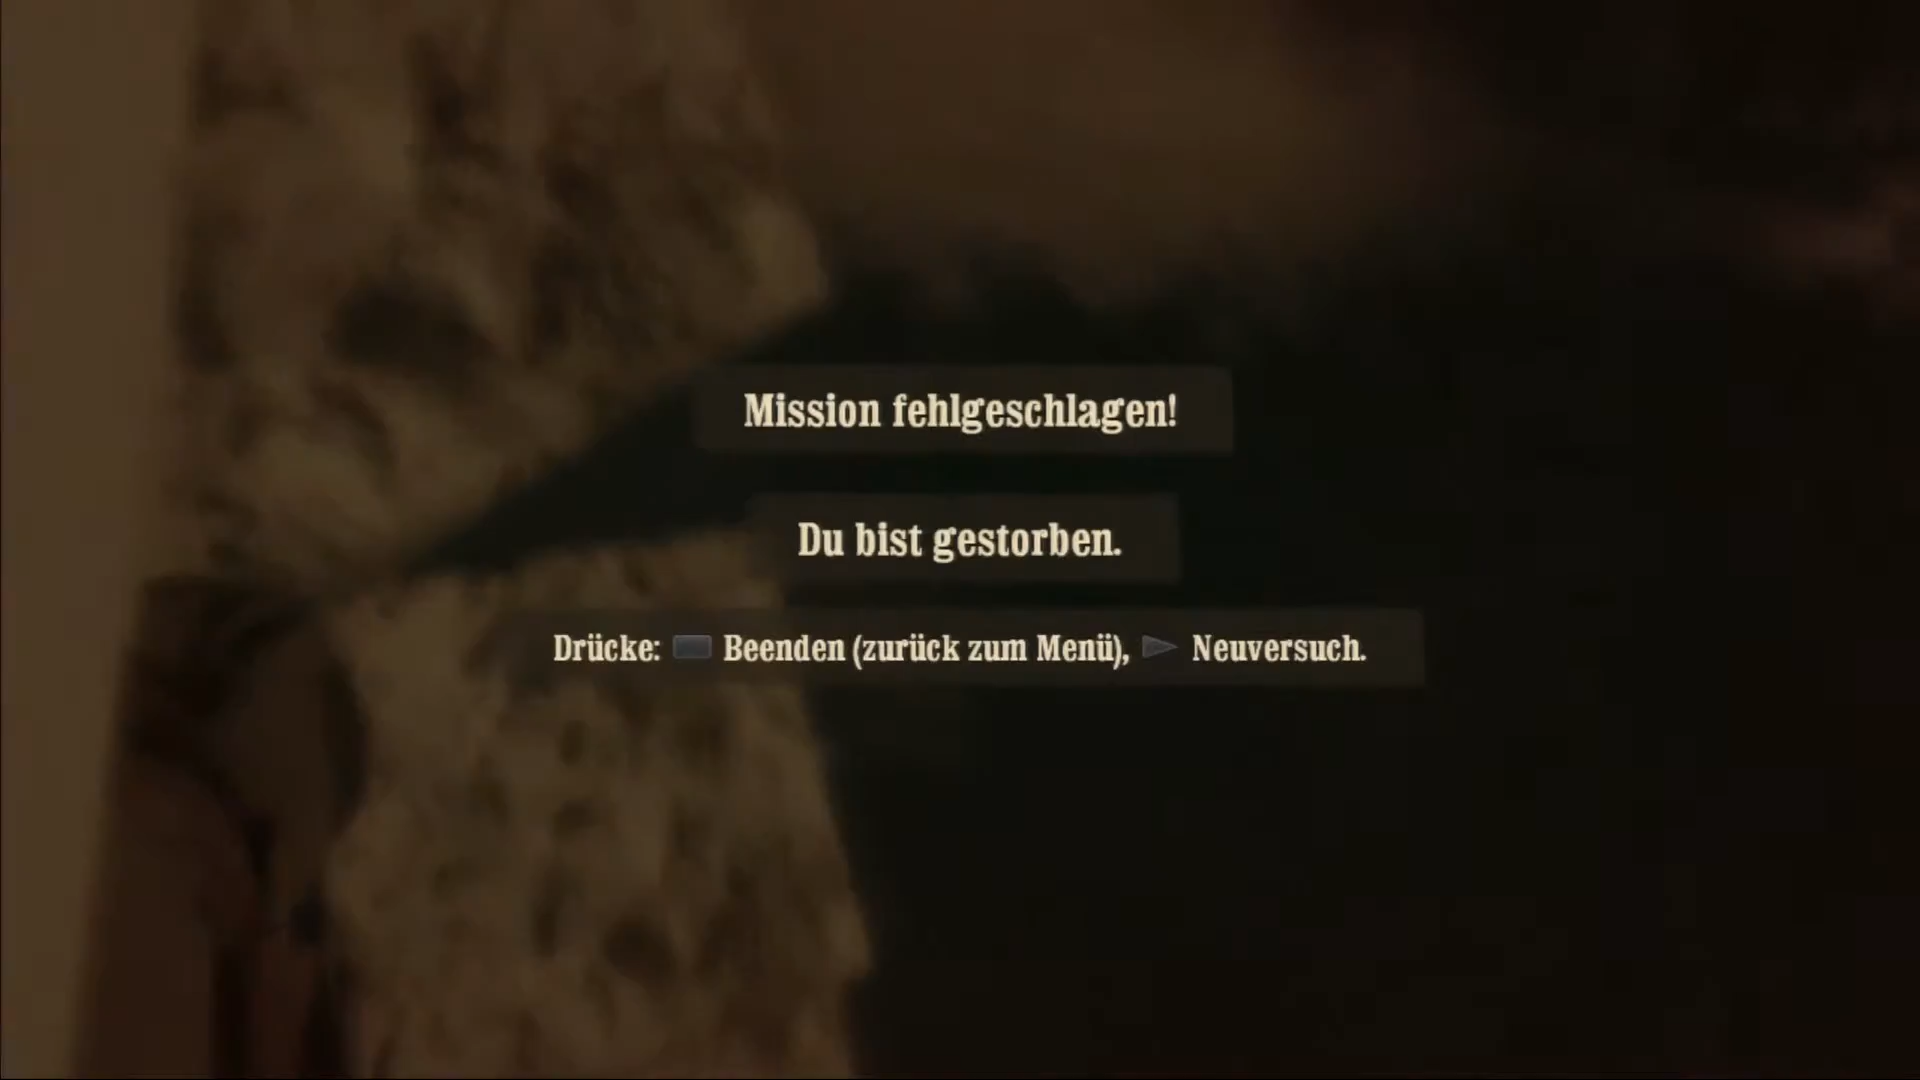 Mission fehlgeschlagen!
Du bist gestorben.
Drücke: Beenden (zurück zum Menü), Neuversuch.